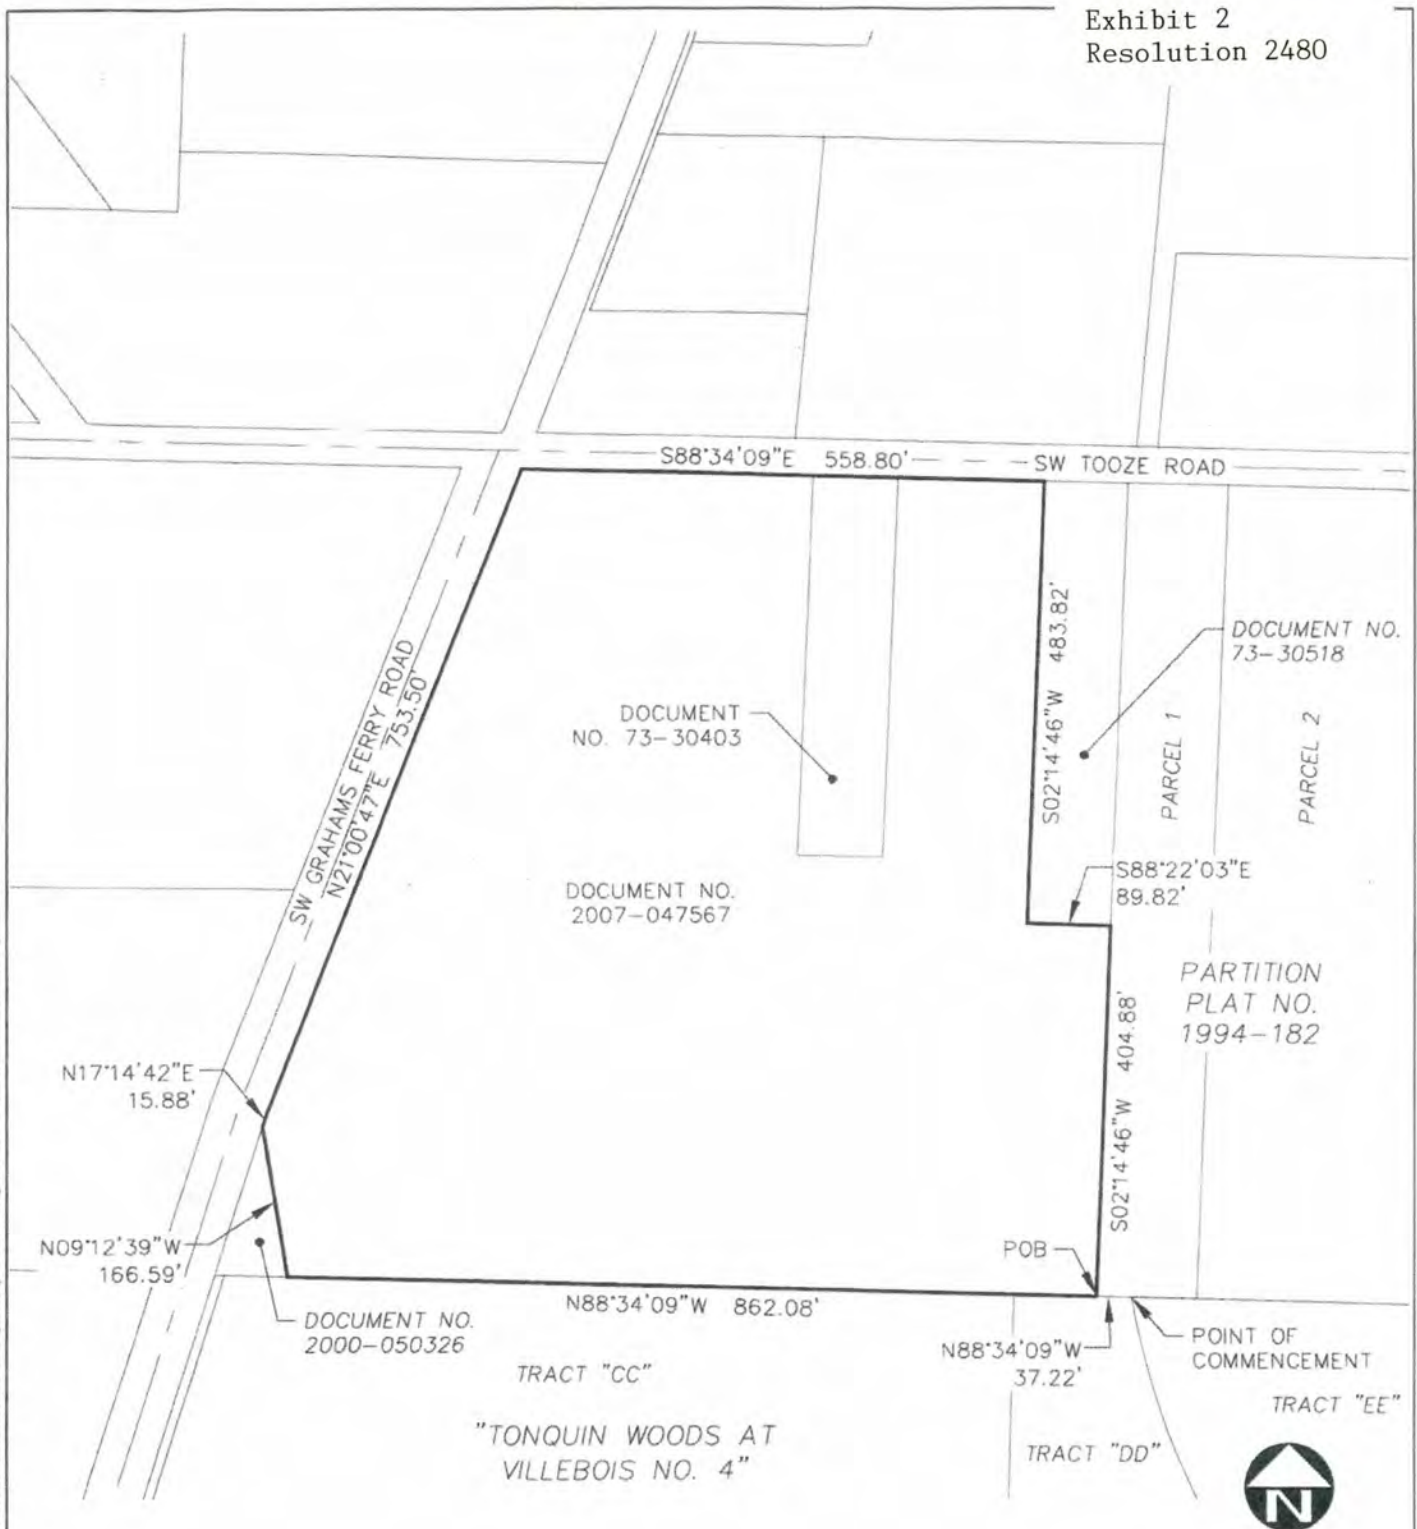 Exhibit 2
Resolution 2480
S88°34'09"E 558.80'
SW TOOZE ROAD
S02°14'46"W 483.82'
DOCUMENT NO.
73-30518
SW GRAHAMS FERRY ROAD
N21°00'47"E 753.50'
DOCUMENT
NO. 73-30403
PARCEL 1
PARCEL 2
S88°22'03"E
89.82'
DOCUMENT NO.
2007-047567
PARTITION
PLAT NO.
1994-182
S02°14'46"W 404.88'
N17°14'42"E
15.88'
N09°12'39"W
166.59'
POB
N88°34'09"W 862.08'
DOCUMENT NO.
2000-050326
N88°34'09"W
37.22'
POINT OF
COMMENCEMENT
TRACT "CC"
TRACT "EE"
"TONQUIN WOODS AT
VILLEBOIS NO. 4"
TRACT "DD"
N